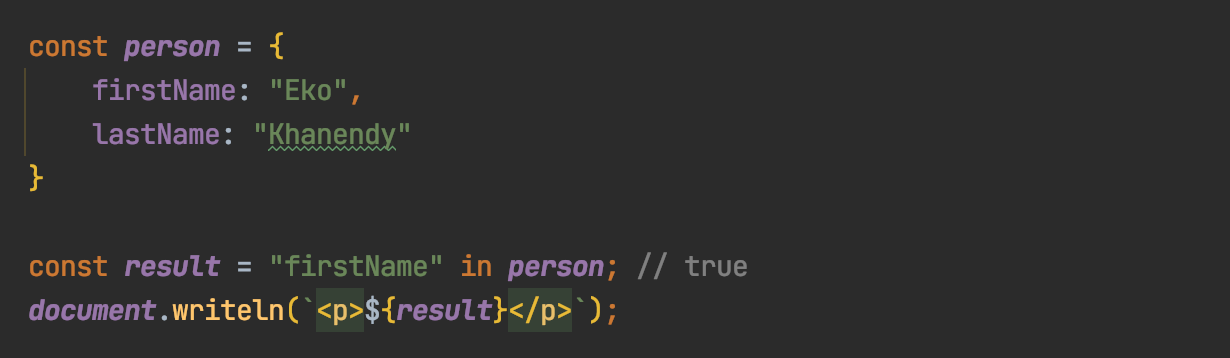 const person = {
    firstName: "Eko",
    lastName: "Khanendy"
}
const result = "firstName" in person; // true
document.writeln(`<p>${result}</p>`);